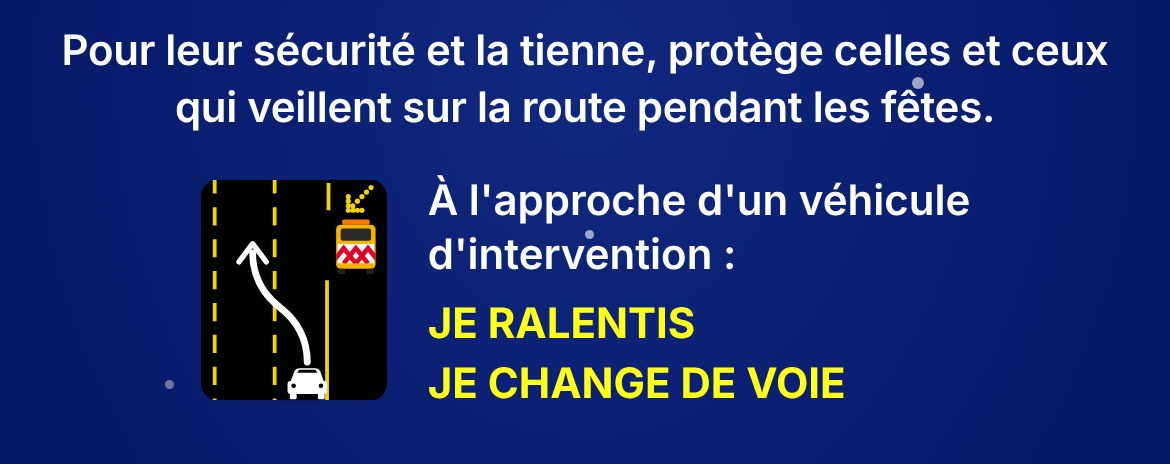 Pour leur sécurité et la tienne, protège celles et ceux
qui veillent sur la route pendant les fêtes.
À l'approche d'un véhicule
d'intervention :
JE RALENTIS
JE CHANGE DE VOIE